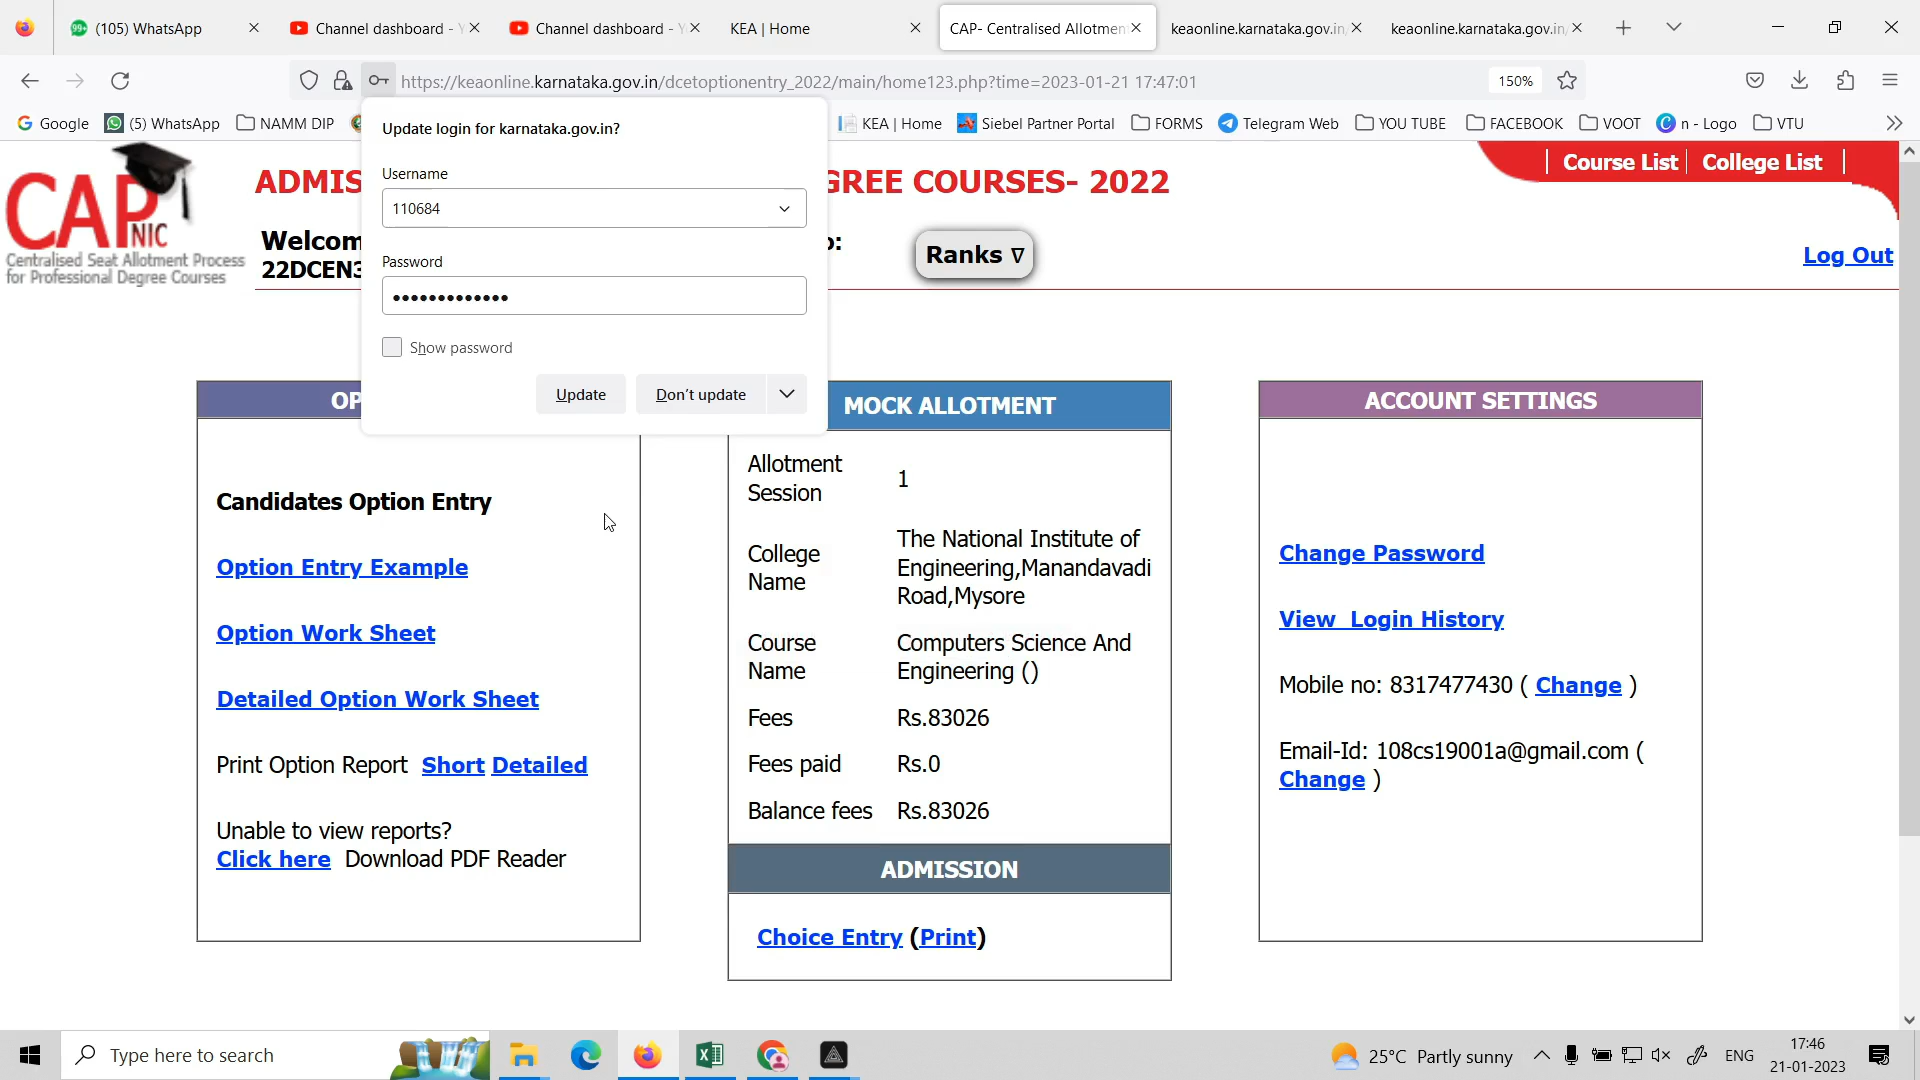 (105) WhatsApp
Channel dashboard - Y
Channel dashboard - Y
KEA | Home
CAP- Centralised Allotmen
keaonline.karnataka.gov.in/
keaonline.karnataka.gov.in/
https://keaonline.karnataka.gov.in/dcetoptionentry_2022/main/home123.php?time=2023-01-21 17:47:01
150%
Google
(5) WhatsApp
NAMM DIP
KEA | Home
Siebel Partner Portal
FORMS
Telegram Web
YOU TUBE
FACEBOOK
VOOT
n - Logo
VTU
Update login for karnataka.gov.in?
Username
110684
Password
•••••••••••••
Show password
Update
Don't update
CAP
NIC
Centralised Seat Allotment Process
for Professional Degree Courses
ADMIS
GREE COURSES- 2022
Course List
College List
Welcom
o:
22DCEN3
Ranks ∇
Log Out
OP
Candidates Option Entry
Option Entry Example
Option Work Sheet
Detailed Option Work Sheet
Print Option Report Short Detailed
Unable to view reports?
Click here Download PDF Reader
MOCK ALLOTMENT
Allotment
Session
1
College
Name
The National Institute of
Engineering,Manandavadi
Road,Mysore
Course
Name
Computers Science And
Engineering ()
Fees Rs.83026
Fees paid Rs.0
Balance fees Rs.83026
ADMISSION
Choice Entry (Print)
ACCOUNT SETTINGS
Change Password
View Login History
Mobile no: 8317477430 ( Change )
Email-Id: 108cs19001a@gmail.com (
Change )
Type here to search
25°C Partly sunny
ENG
17:46
21-01-2023